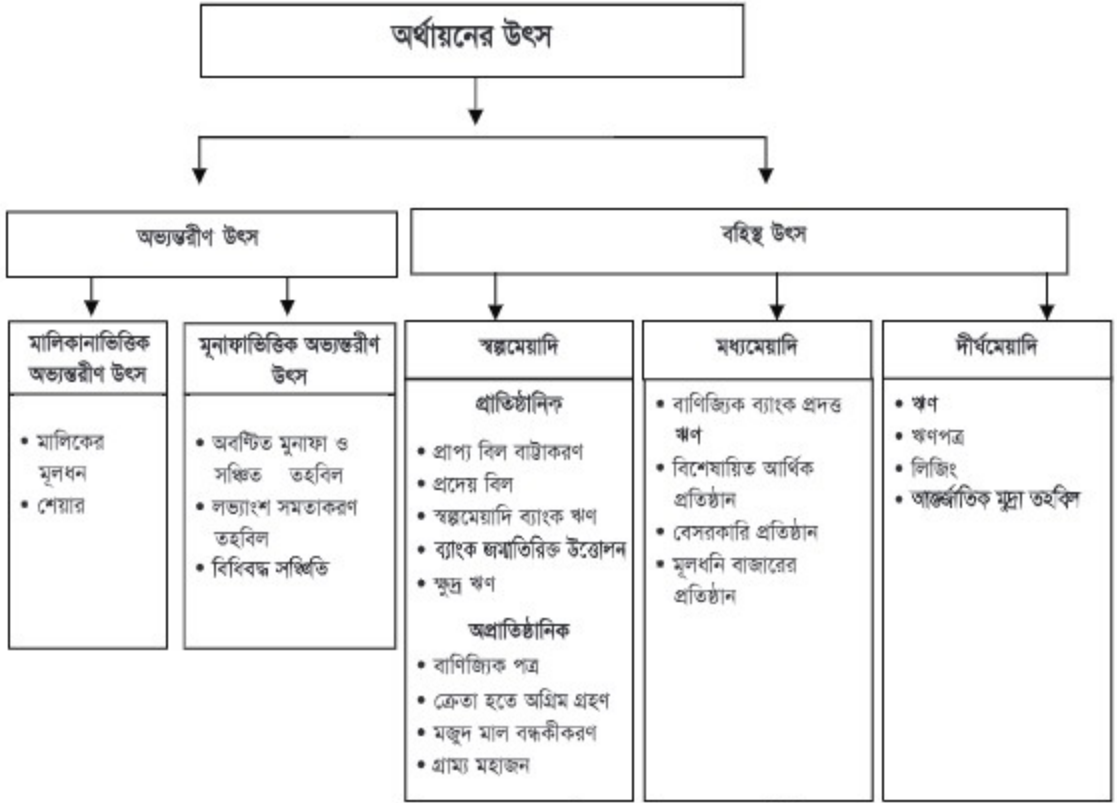 অর্থায়নের উৎস
অভ্যন্তরীণ উৎস
বহিস্থ উৎস
মালিকানাভিত্তিক
অভ্যন্তরীণ উৎস
• মালিকের
মূলধন
• শেয়ার
মূনাফাভিত্তিক অভ্যন্তরীণ
উৎস
• অবণ্টিত মুনাফা ও
সঞ্চিত তহবিল
• লভ্যাংশ সমতাকরণ
তহবিল
• বিধিবদ্ধ সঞ্চিতি
স্বল্পমেয়াদি
প্রাতিষ্ঠানিক
• প্রাপ্য বিল বাট্টাকরণ
• প্রদেয় বিল
• স্বল্পমেয়াদি ব্যাংক ঋণ
• ব্যাংক জমাতিরিক্ত উত্তোলন
• ক্ষুদ্র ঋণ
অপ্রাতিষ্ঠানিক
• বাণিজ্যিক পত্র
• ক্রেতা হতে অগ্রিম গ্রহণ
• মজুদ মাল বন্ধকীকরণ
• গ্রাম্য মহাজন
মধ্যমেয়াদি
• বাণিজ্যিক ব্যাংক প্রদত্ত
ঋণ
• বিশেষায়িত আর্থিক
প্রতিষ্ঠান
• বেসরকারি প্রতিষ্ঠান
• মূলধনি বাজারের
প্রতিষ্ঠান
দীর্ঘমেয়াদি
• ঋণ
• ঋণপত্র
• লিজিং
• আন্তর্জাতিক মুদ্রা তহবিল